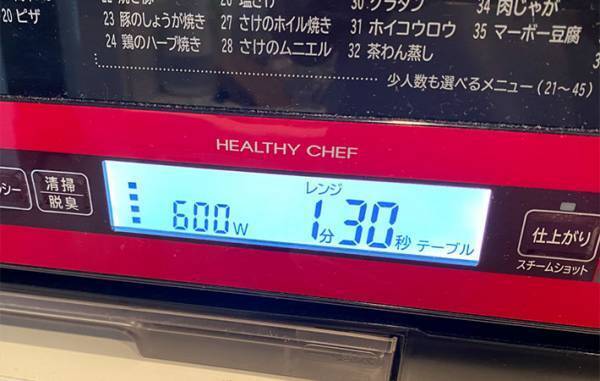 20 ピザ
23 豚のしょうが焼き 27 さけのホイル焼き 31 ホイコウロウ 35 マーボー豆腐
24 鶏のハーブ焼き 28 さけのムニエル 32 茶わん蒸し
30 グラタン 34 肉じゃが
少人数も選べるメニュー(21~45)
HEALTHY CHEF
清掃
脱臭
レンジ
600W 1分30秒 テーブル
仕上がり
スチームショット